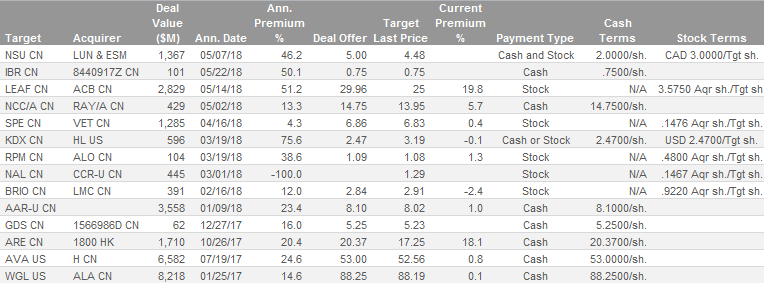 Target Acquirer Deal Value ($M) Ann. Date Ann. Premium % Deal Offer Target Last Price Current Premium % Payment Type Cash Terms Stock Terms
NSU CN LUN & ESM 1,367 05/07/18 46.2 5.00 4.48 Cash and Stock 2.0000/sh. CAD 3.0000/Tgt sh.
IBR CN 8440917Z CN 101 05/22/18 50.1 0.75 0.75 Cash .7500/sh.
LEAF CN ACB CN 2,829 05/14/18 51.2 29.96 25 19.8 Stock N/A 3.5750 Aqr sh./Tgt sh
NCC/A CN RAY/A CN 429 05/02/18 13.3 14.75 13.95 5.7 Cash 14.7500/sh.
SPE CN VET CN 1,285 04/16/18 4.3 6.86 6.83 0.4 Stock N/A .1476 Aqr sh./Tgt sh.
KDX CN HL US 596 03/19/18 75.6 2.47 3.19 -0.1 Cash or Stock 2.4700/sh. USD 2.4700/Tgt sh.
RPM CN ALO CN 104 03/19/18 38.6 1.09 1.08 1.3 Stock N/A .4800 Aqr sh./Tgt sh.
NAL CN CCR-U CN 445 03/01/18 -100.0 1.29 Stock N/A .1467 Aqr sh./Tgt sh.
BRIO CN LMC CN 391 02/16/18 12.0 2.84 2.91 -2.4 Stock N/A .9220 Aqr sh./Tgt sh.
AAR-U CN 3,558 01/09/18 23.4 8.10 8.02 1.0 Cash 8.1000/sh.
GDS CN 1566986D CN 62 12/27/17 16.0 5.25 5.23 Cash 5.2500/sh.
ARE CN 1800 HK 1,710 10/26/17 20.4 20.37 17.25 18.1 Cash 20.3700/sh.
AVA US H CN 6,582 07/19/17 24.6 53.00 52.56 0.8 Cash 53.0000/sh.
WGL US ALA CN 8,218 01/25/17 14.6 88.25 88.19 0.1 Cash 88.2500/sh.